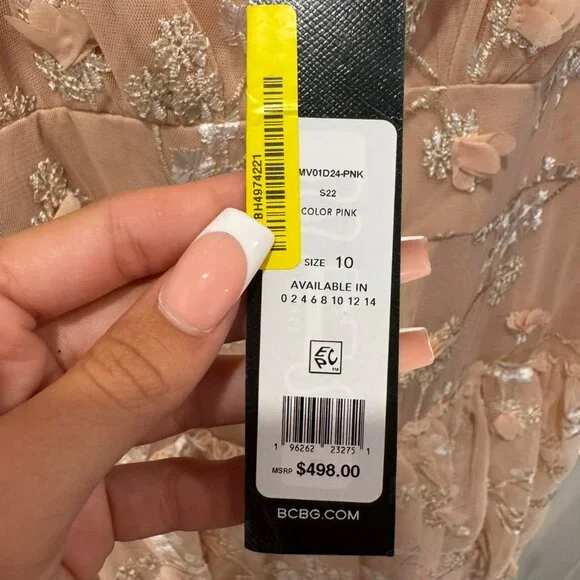 BH4974221
MV01D24-PNK
S22
COLOR PINK
SIZE 10
AVAILABLE IN
0 2 4 6 8 10 12 14
EPC
1 96262 23275 1
MSRP $498.00
BCBG.COM